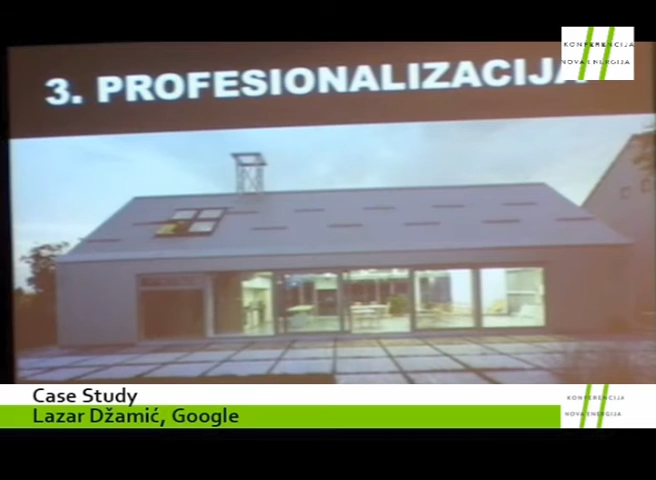 KONFERENCIJA
NOVA ENERGIJA
3. PROFESIONALIZACIJA
Case Study
Lazar Džamić, Google
KONFERENCIJA
NOVA ENERGIJA